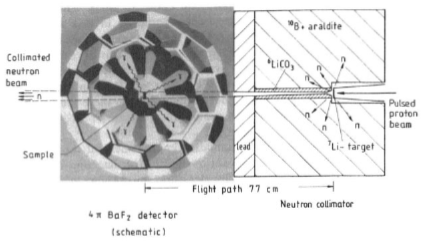 Collimated
neutron
beam
n
Sample
¹⁰B + araldite
⁶LiCO₃
n
n
n
n
n
n
Pulsed
proton
beam
lead
⁷Li- target
Flight path 77 cm
Neutron collimator
4 π BaF₂ detector
(schematic)